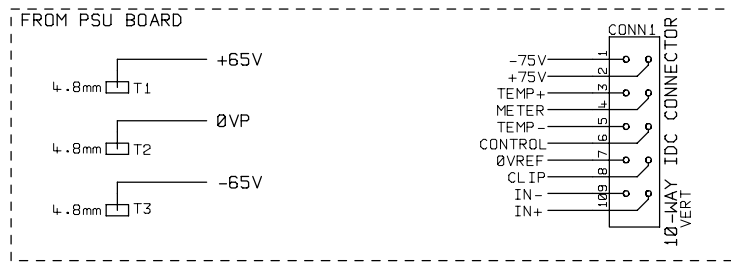 FROM PSU BOARD
+65V
4.8mm T1
0VP
4.8mm T2
-65V
4.8mm T3
CONN1
-75V 1
+75V 2
TEMP+ 3
METER 4
TEMP- 5
CONTROL 6
0VREF 7
CLIP 8
IN- 9
IN+ 10
10-WAY IDC CONNECTOR
VERT